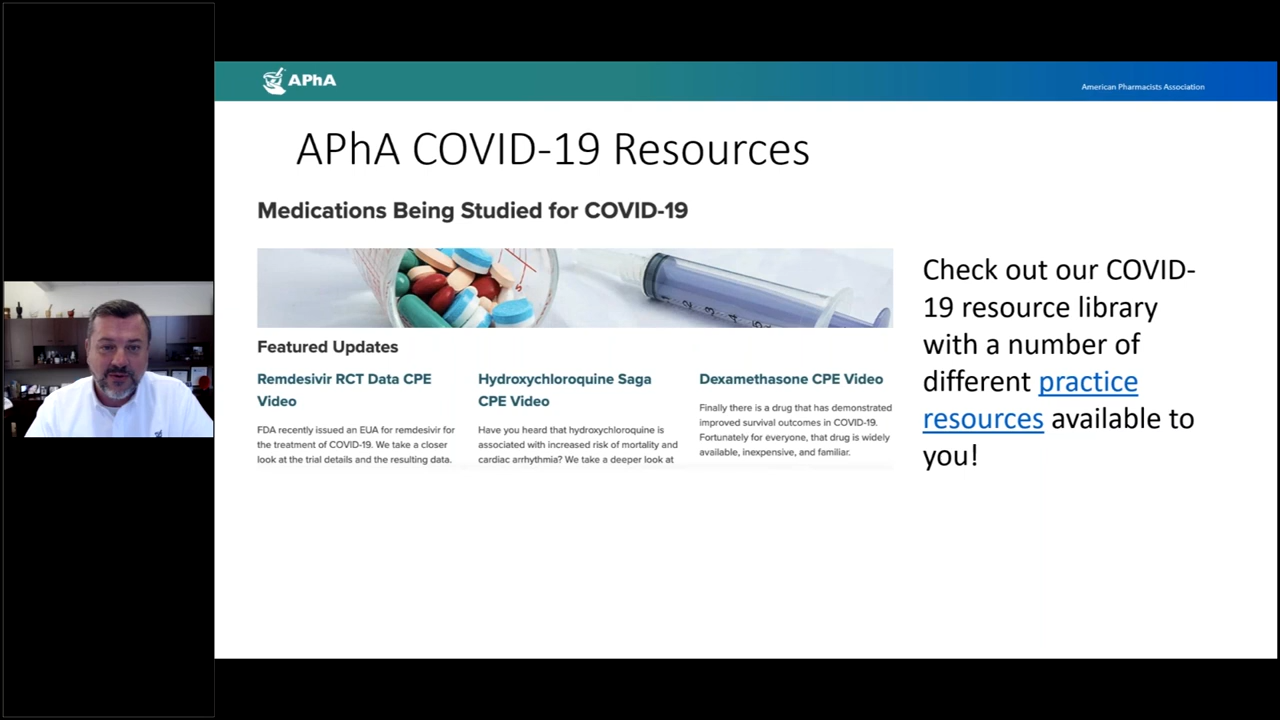 APhA
American Pharmacists Association
APhA COVID-19 Resources
Medications Being Studied for COVID-19
Featured Updates
Remdesivir RCT Data CPE
Video
FDA recently issued an EUA for remdesivir for
the treatment of COVID-19. We take a closer
look at the trial details and the resulting data.
Hydroxychloroquine Saga
CPE Video
Have you heard that hydroxychloroquine is
associated with increased risk of mortality and
cardiac arrhythmia? We take a deeper look at
Dexamethasone CPE Video
Finally there is a drug that has demonstrated
improved survival outcomes in COVID-19.
Fortunately for everyone, that drug is widely
available, inexpensive, and familiar.
Check out our COVID-
19 resource library
with a number of
different practice
resources available to
you!